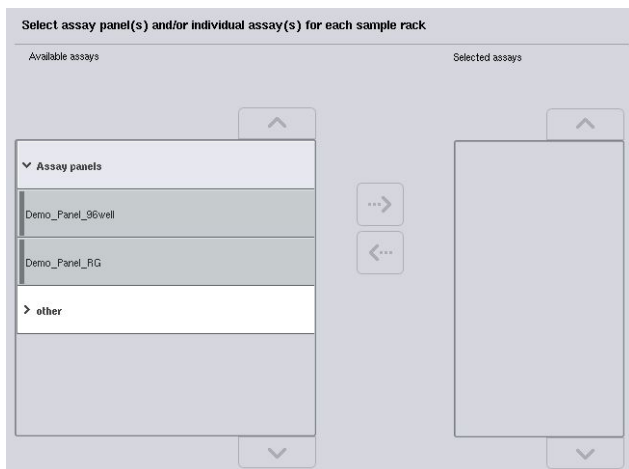 Select assay panel(s) and/or individual assay(s) for each sample rack
Available assays
Selected assays
Assay panels
Demo_Panel_96well
Demo_Panel_RG
other